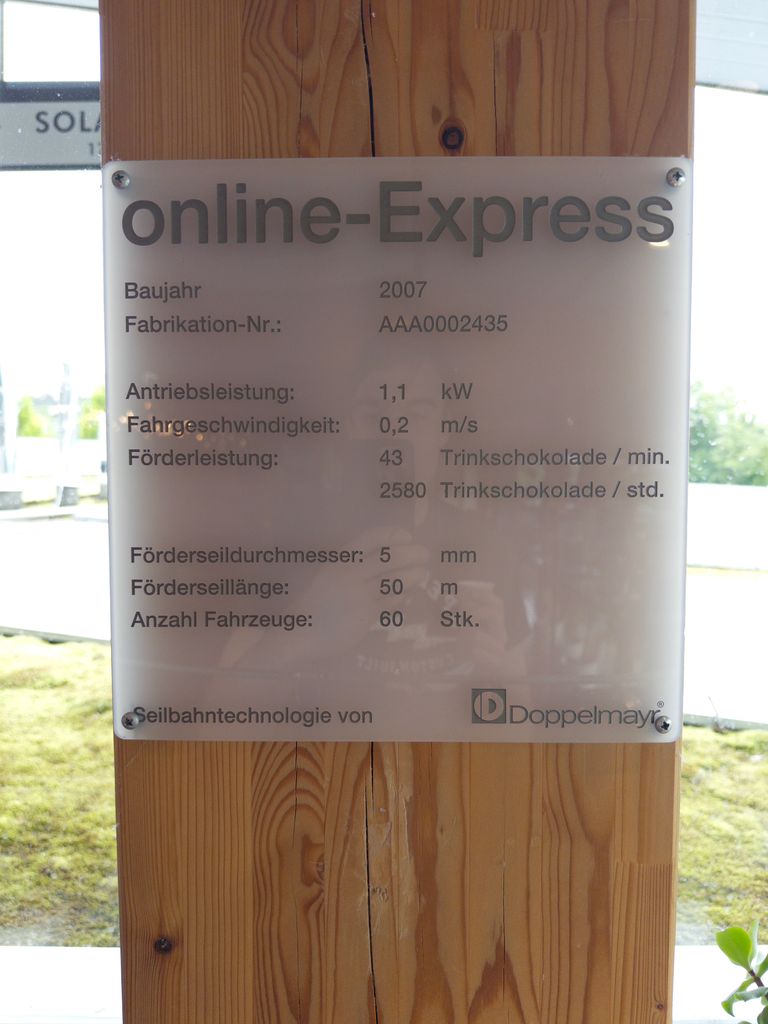 SOLA
online-Express
Baujahr 2007
Fabrikation-Nr.: AAA0002435
Antriebsleistung: 1,1 kW
Fahrgeschwindigkeit: 0,2 m/s
Förderleistung: 43 Trinkschokolade / min.
2580 Trinkschokolade / std.
Förderseildurchmesser: 5 mm
Förderseillänge: 50 m
Anzahl Fahrzeuge: 60 Stk.
Seilbahntechnologie von Doppelmayr®